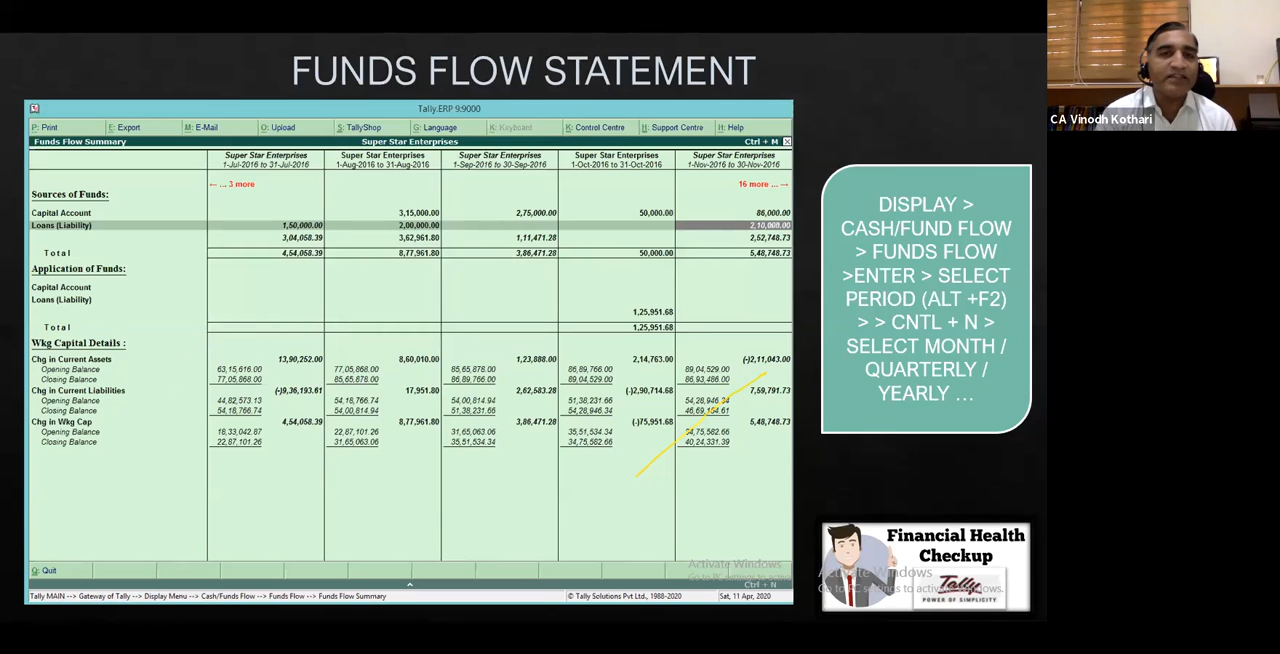 FUNDS FLOW STATEMENT
CA Vinodh Kothari
Tally.ERP 9.9000
P: Print E: Export M: E-Mail O: Upload S: TallyShop G: Language K: Keyboard K: Control Centre H: Support Centre H: Help
Funds Flow Summary Super Star Enterprises Ctrl + M
Super Star Enterprises Super Star Enterprises Super Star Enterprises Super Star Enterprises Super Star Enterprises
1-Jul-2016 to 31-Jul-2016 1-Aug-2016 to 31-Aug-2016 1-Sep-2016 to 30-Sep-2016 1-Oct-2016 to 31-Oct-2016 1-Nov-2016 to 30-Nov-2016
← ... 3 more 16 more ... →
Sources of Funds:
Capital Account 3,15,000.00 2,75,000.00 50,000.00 86,000.00
Loans (Liability) 1,50,000.00 2,00,000.00 2,10,000.00
3,04,058.39 3,62,961.80 1,11,471.28 2,52,748.73
Total 4,54,058.39 8,77,961.80 3,86,471.28 50,000.00 5,48,748.73
Application of Funds:
Capital Account
Loans (Liability)
1,25,951.68
Total 1,25,951.68
Wkg Capital Details :
Chg in Current Assets 13,90,252.00 8,60,010.00 1,23,888.00 2,14,763.00 (-)2,11,043.00
Opening Balance 63,15,616.00 77,05,868.00 85,65,878.00 86,89,766.00 89,04,529.00
Closing Balance 77,05,868.00 85,65,878.00 86,89,766.00 89,04,529.00 86,93,486.00
Chg in Current Liabilities (-)9,36,193.61 17,951.80 2,62,583.28 (-)2,90,714.68 7,59,791.73
Opening Balance 44,82,573.13 54,18,766.74 54,00,814.94 51,38,231.66 54,28,946.34
Closing Balance 54,18,766.74 54,00,814.94 51,38,231.66 54,28,946.34 46,69,154.61
Chg in Wkg Cap 4,54,058.39 8,77,961.80 3,86,471.28 (-)75,951.68 5,48,748.73
Opening Balance 18,33,042.87 22,87,101.26 31,65,063.06 35,51,534.34 34,75,582.66
Closing Balance 22,87,101.26 31,65,063.06 35,51,534.34 34,75,582.66 40,24,331.39
Q: Quit
Ctrl + N
Tally MAIN --> Gateway of Tally --> Display Menu --> Cash/Funds Flow --> Funds Flow --> Funds Flow Summary © Tally Solutions Pvt Ltd., 1988-2020 Sat, 11 Apr, 2020
DISPLAY >
CASH/FUND FLOW
> FUNDS FLOW
>ENTER > SELECT
PERIOD (ALT +F2)
> > CNTL + N >
SELECT MONTH /
QUARTERLY /
YEARLY ...
Financial Health
Checkup
Tally
POWER OF SIMPLICITY
Activate Windows
Activate Windows
Go to PC settings to activate Windows.